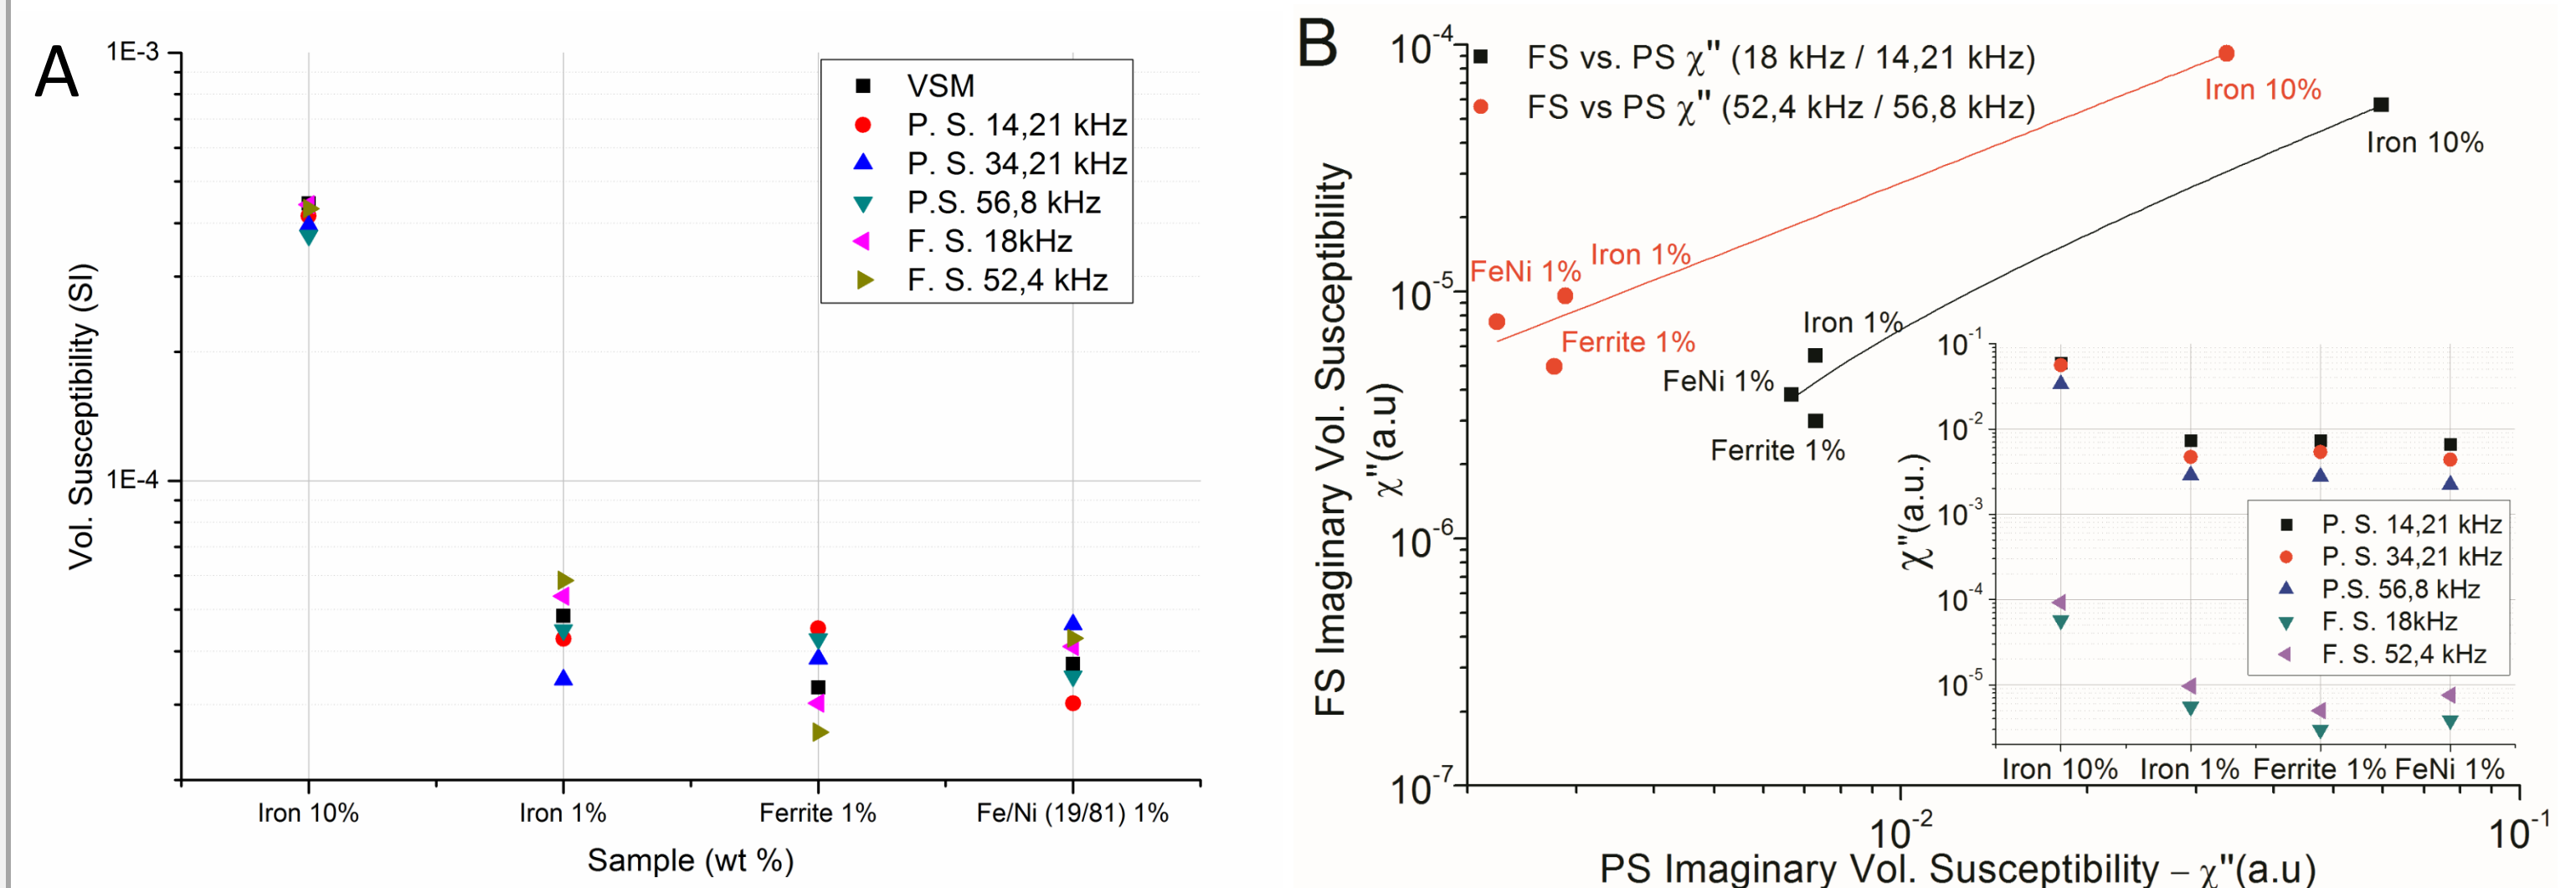 A
1E-3
1E-4
Vol. Susceptibility (SI)
VSM
P. S. 14,21 kHz
P. S. 34,21 kHz
P.S. 56,8 kHz
F. S. 18kHz
F. S. 52,4 kHz
Iron 10%
Iron 1%
Ferrite 1%
Fe/Ni (19/81) 1%
Sample (wt %)
B
10-4
10-5
10-6
10-7
FS Imaginary Vol. Susceptibility
χ"(a.u)
FS vs. PS χ" (18 kHz / 14,21 kHz)
FS vs PS χ" (52,4 kHz / 56,8 kHz)
Iron 10%
Iron 10%
Iron 1%
FeNi 1%
Ferrite 1%
Iron 1%
FeNi 1%
Ferrite 1%
10-1
10-2
10-3
10-4
10-5
χ"(a.u.)
P. S. 14,21 kHz
P. S. 34,21 kHz
P.S. 56,8 kHz
F. S. 18kHz
F. S. 52,4 kHz
Iron 10%
Iron 1%
Ferrite 1%
FeNi 1%
10-2
10-1
PS Imaginary Vol. Susceptibility – χ"(a.u)